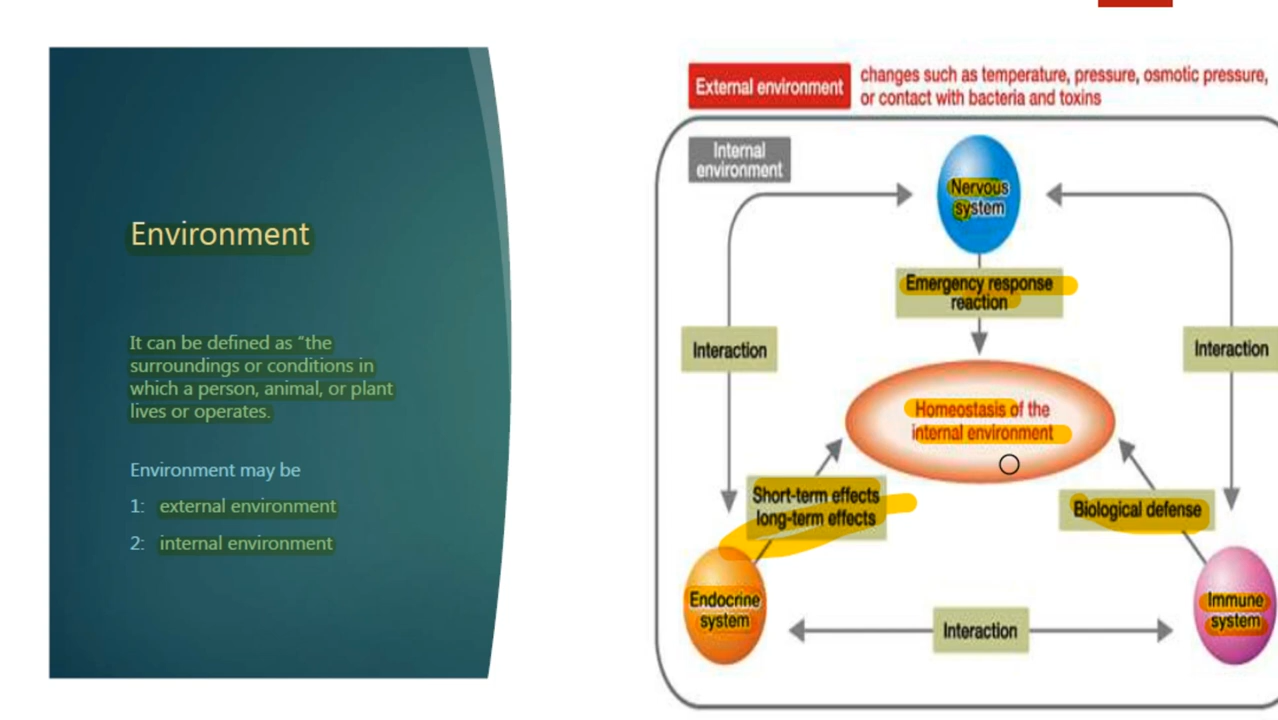 Environment
It can be defined as “the
surroundings or conditions in
which a person, animal, or plant
lives or operates.
Environment may be
1: external environment
2: internal environment
External environment
changes such as temperature, pressure, osmotic pressure,
or contact with bacteria and toxins
Internal
environment
Nervous
system
Emergency response
reaction
Interaction
Interaction
Homeostasis of the
internal environment
Short-term effects
long-term effects
Biological defense
Endocrine
system
Immune
system
Interaction